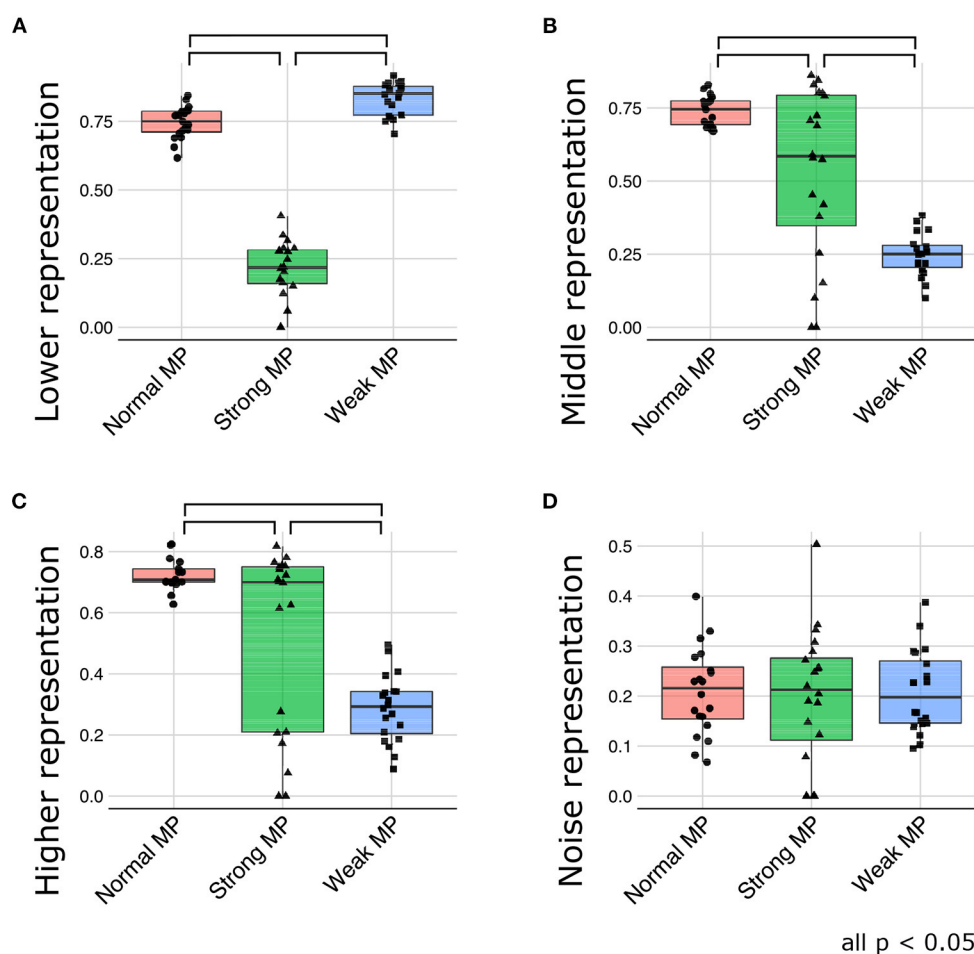 A
Lower representation
0.75
0.50
0.25
0.00
Normal MP
Strong MP
Weak MP
B
Middle representation
0.75
0.50
0.25
0.00
Normal MP
Strong MP
Weak MP
C
Higher representation
0.8
0.6
0.4
0.2
0.0
Normal MP
Strong MP
Weak MP
D
Noise representation
0.5
0.4
0.3
0.2
0.1
0.0
Normal MP
Strong MP
Weak MP
all p < 0.05